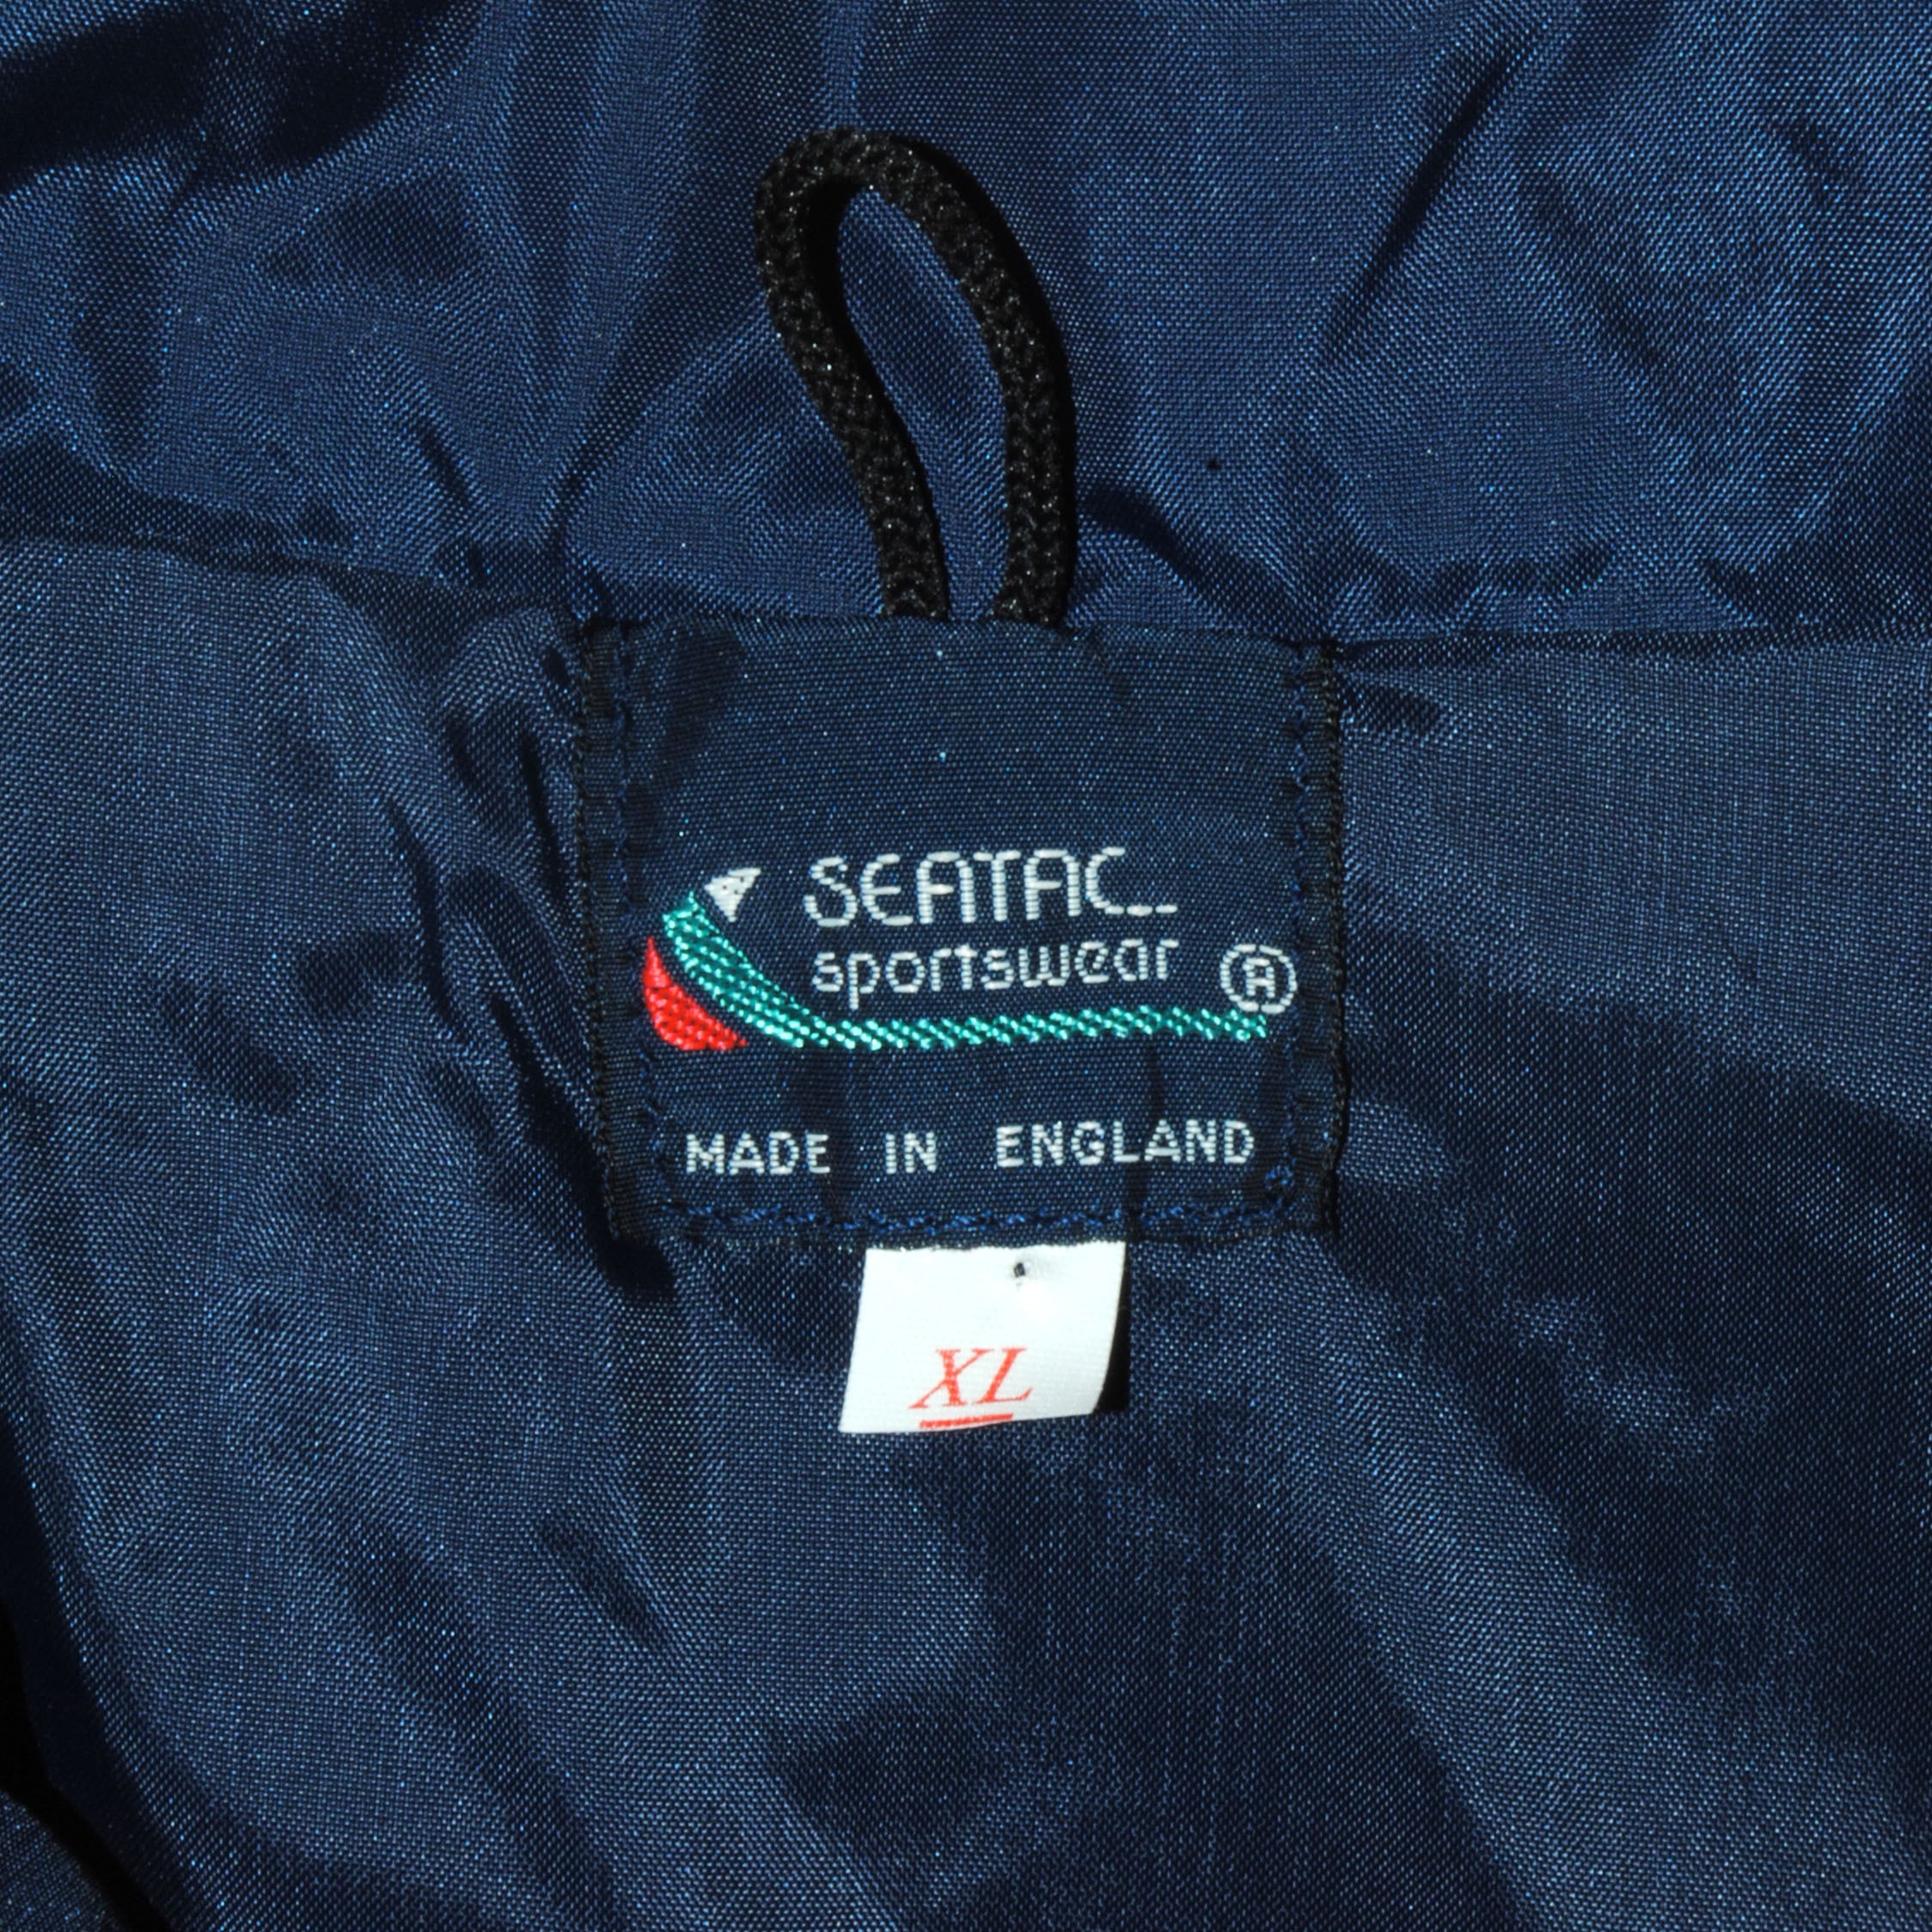 SEATAC
sportswear ®
MADE IN ENGLAND
XL